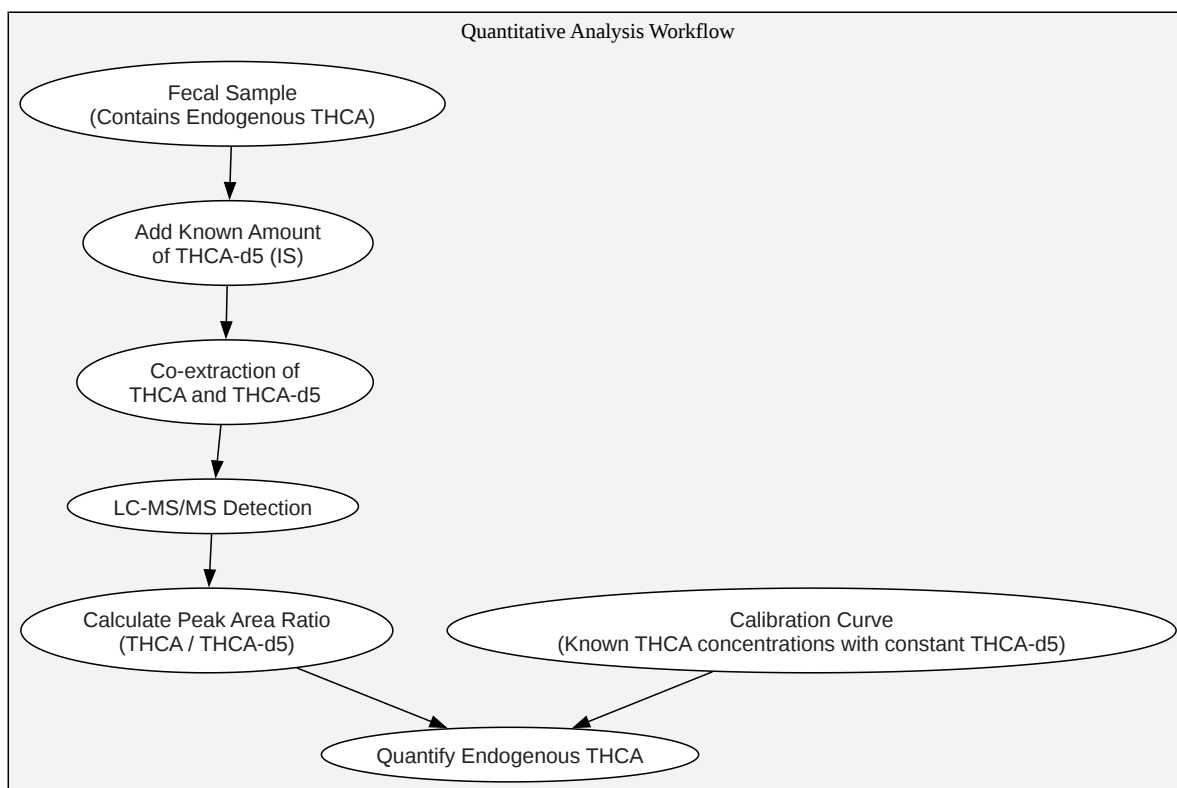 Quantitative Analysis Workflow
Fecal Sample
(Contains Endogenous THCA)
Add Known Amount
of THCA-d5 (IS)
Co-extraction of
THCA and THCA-d5
LC-MS/MS Detection
Calculate Peak Area Ratio
(THCA / THCA-d5)
Calibration Curve
(Known THCA concentrations with constant THCA-d5)
Quantify Endogenous THCA